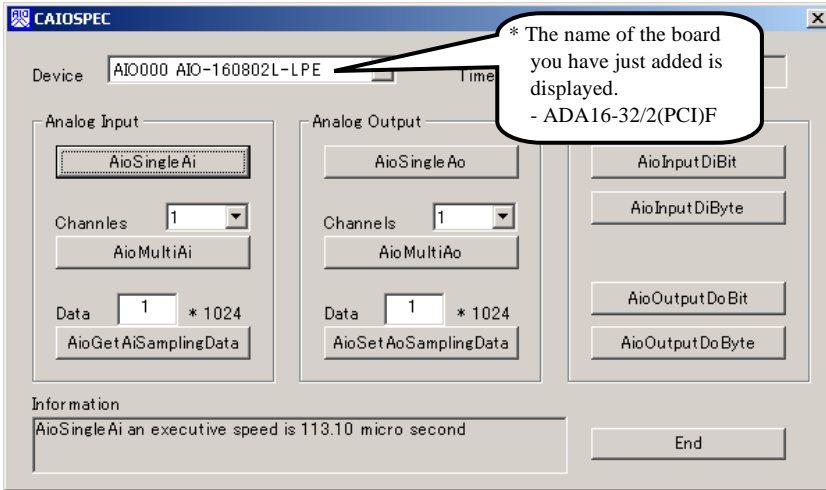 CAIOSPEC
* The name of the board
you have just added is
displayed.
- ADA16-32/2(PCI)F
Device AIO000 AIO-160802L-LPE Time
Analog Input
AioSingleAi
Channles 1
AioMultiAi
Data 1 * 1024
AioGetAiSamplingData
Analog Output
AioSingleAo
Channels 1
AioMultiAo
Data 1 * 1024
AioSetAoSamplingData
AioInputDiBit
AioInputDiByte
AioOutputDoBit
AioOutputDoByte
Information
AioSingleAi an executive speed is 113.10 micro second
End